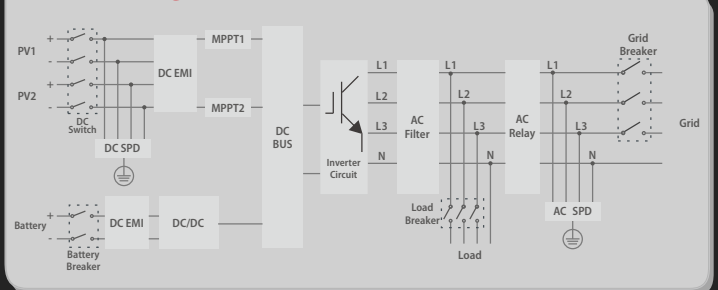 PV1
+
-
PV2
+
-
DC
Switch
DC EMI
MPPT1
MPPT2
DC SPD
DC
BUS
Inverter
Circuit
L1
L2
L3
N
AC
Filter
L1
L2
L3
N
AC
Relay
L1
L2
L3
N
Grid
Breaker
Grid
AC SPD
Load
Breaker
Load
Battery
+
-
Battery
Breaker
DC EMI
DC/DC